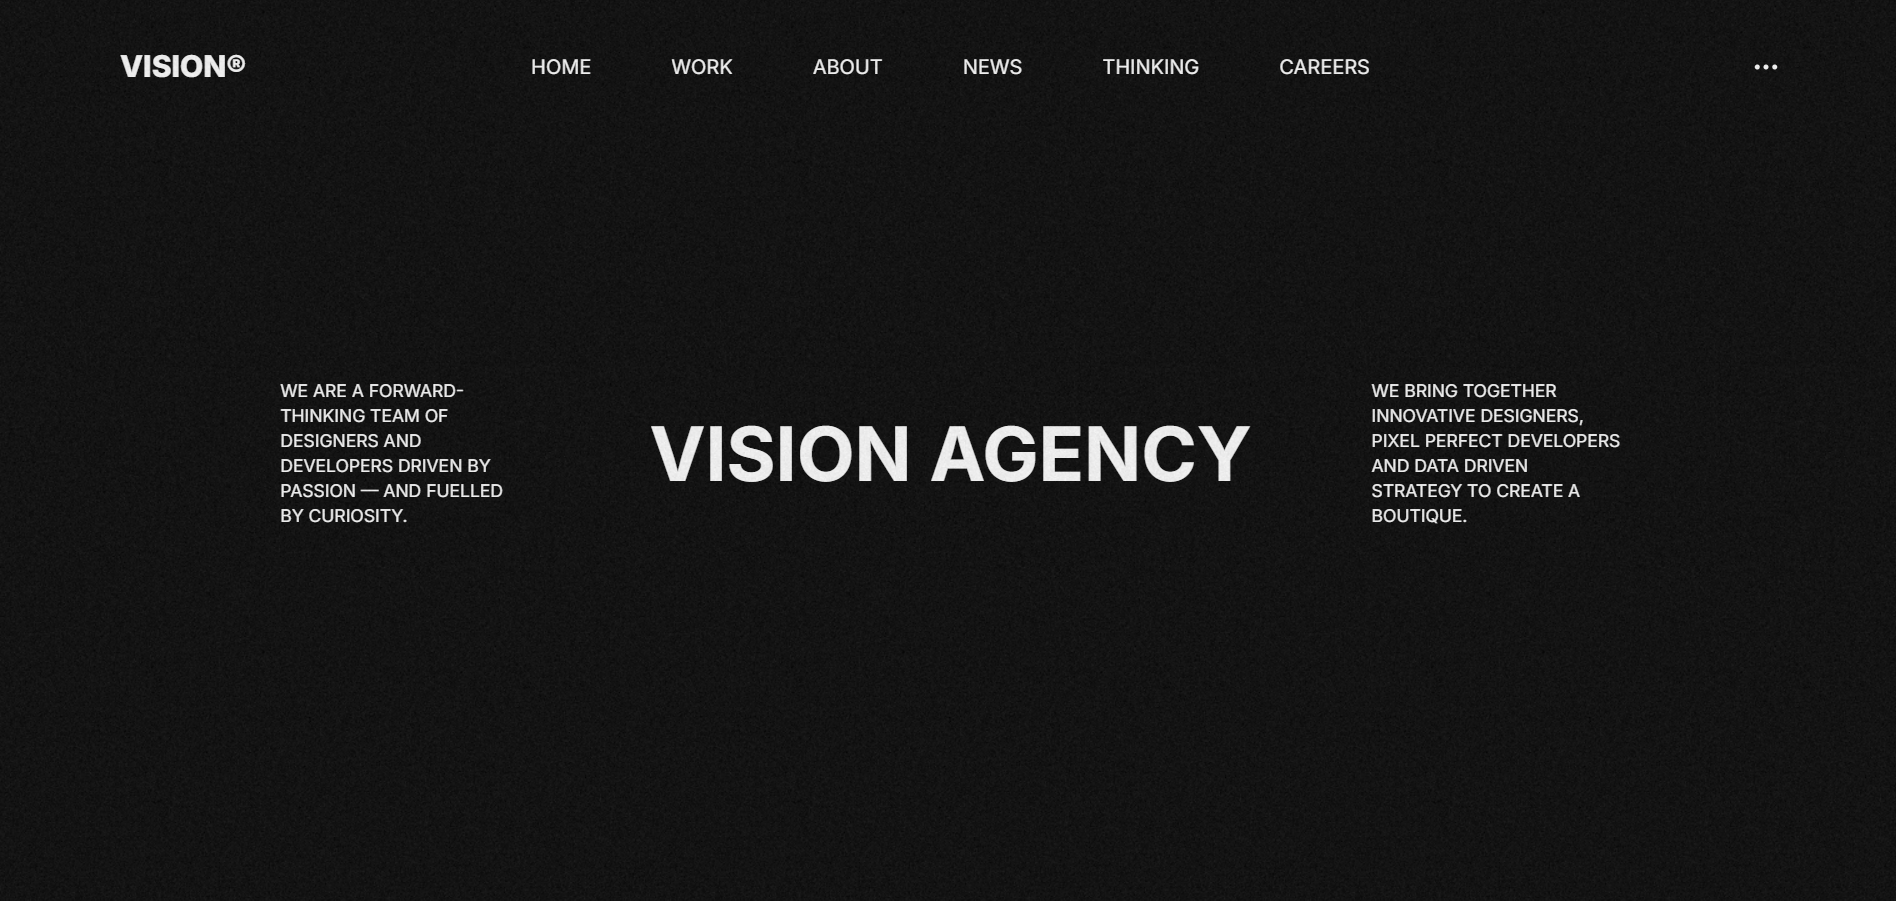 VISION®
HOME WORK ABOUT NEWS THINKING CAREERS
WE ARE A FORWARD-
THINKING TEAM OF
DESIGNERS AND
DEVELOPERS DRIVEN BY
PASSION — AND FUELLED
BY CURIOSITY.
VISION AGENCY
WE BRING TOGETHER
INNOVATIVE DESIGNERS,
PIXEL PERFECT DEVELOPERS
AND DATA DRIVEN
STRATEGY TO CREATE A
BOUTIQUE.